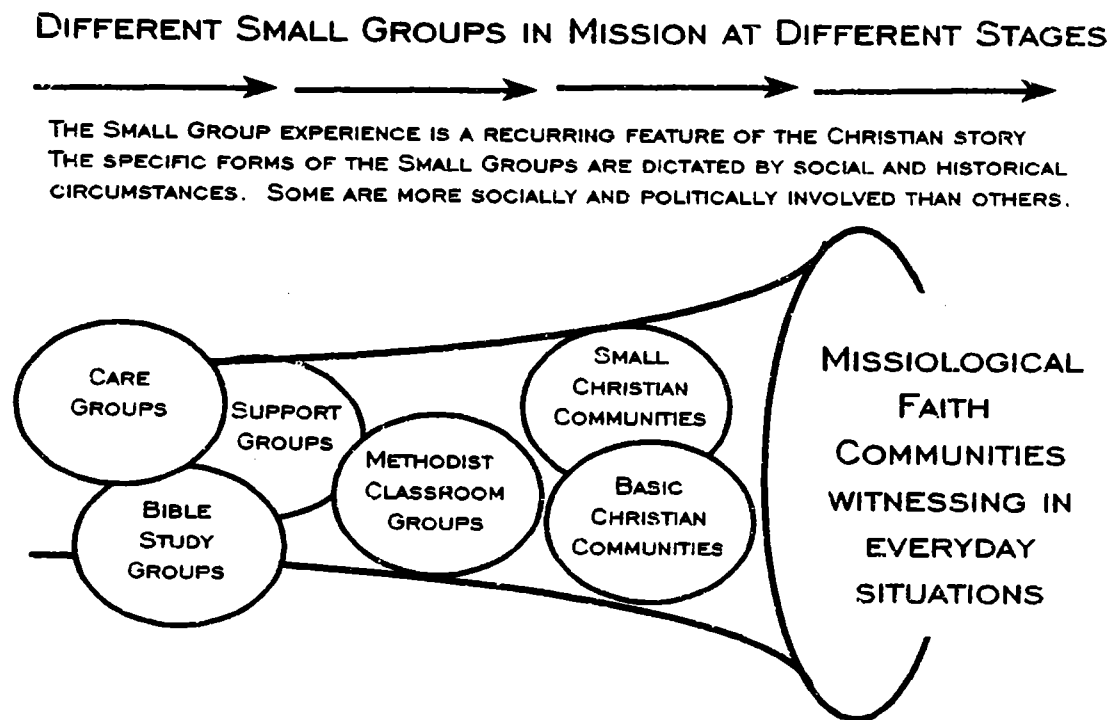 DIFFERENT SMALL GROUPS IN MISSION AT DIFFERENT STAGES
THE SMALL GROUP EXPERIENCE IS A RECURRING FEATURE OF THE CHRISTIAN STORY
THE SPECIFIC FORMS OF THE SMALL GROUPS ARE DICTATED BY SOCIAL AND HISTORICAL
CIRCUMSTANCES. SOME ARE MORE SOCIALLY AND POLITICALLY INVOLVED THAN OTHERS.
CARE
GROUPS
SUPPORT
GROUPS
BIBLE
STUDY
GROUPS
METHODIST
CLASSROOM
GROUPS
SMALL
CHRISTIAN
COMMUNITIES
BASIC
CHRISTIAN
COMMUNITIES
MISSIOLOGICAL
FAITH
COMMUNITIES
WITNESSING IN
EVERYDAY
SITUATIONS